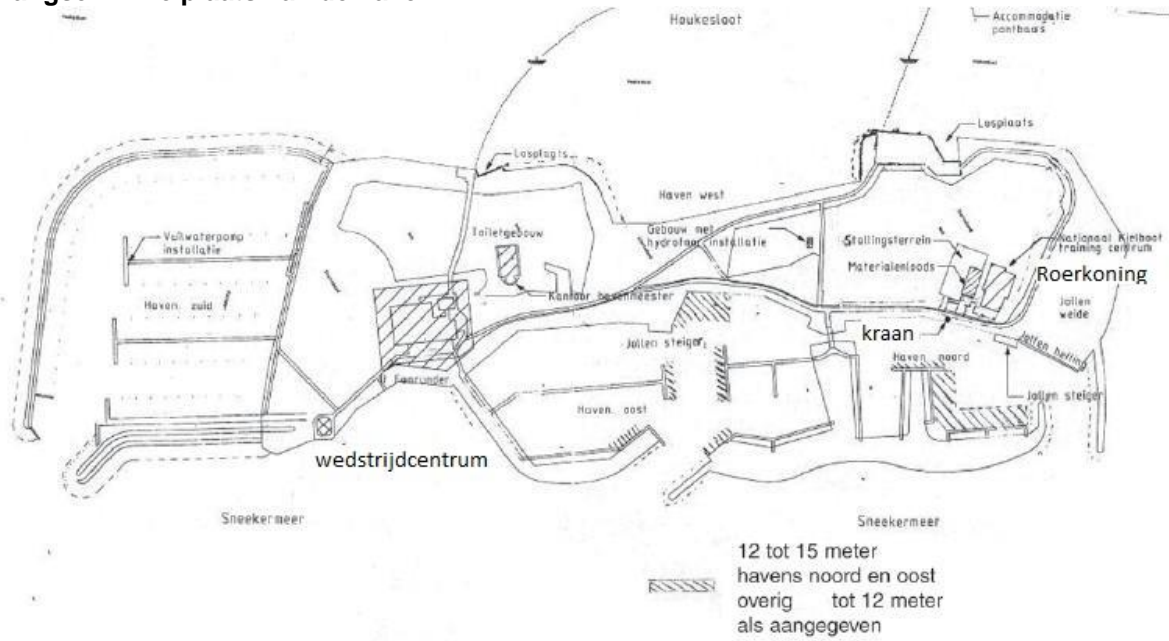 Houkesloot
Accommodatie
pontbaas
Losplaats
Losplaats
Haven west
Vuilwaterpomp
installatie
Toiletgebouw
Gebouw met
hydrofoor installatie
Stallingsterrein
Nationaal Kielboot
training centrum
Materialenloods
Roerkoning
Haven zuid
Kantoor havenmeester
Jollen
weide
kraan
Jollen steiger
Jollen helling
Haven noord
Haven oost
Jollen steiger
wedstrijdcentrum
Sneekermeer
Sneekermeer
12 tot 15 meter
havens noord en oost
overig tot 12 meter
als aangegeven